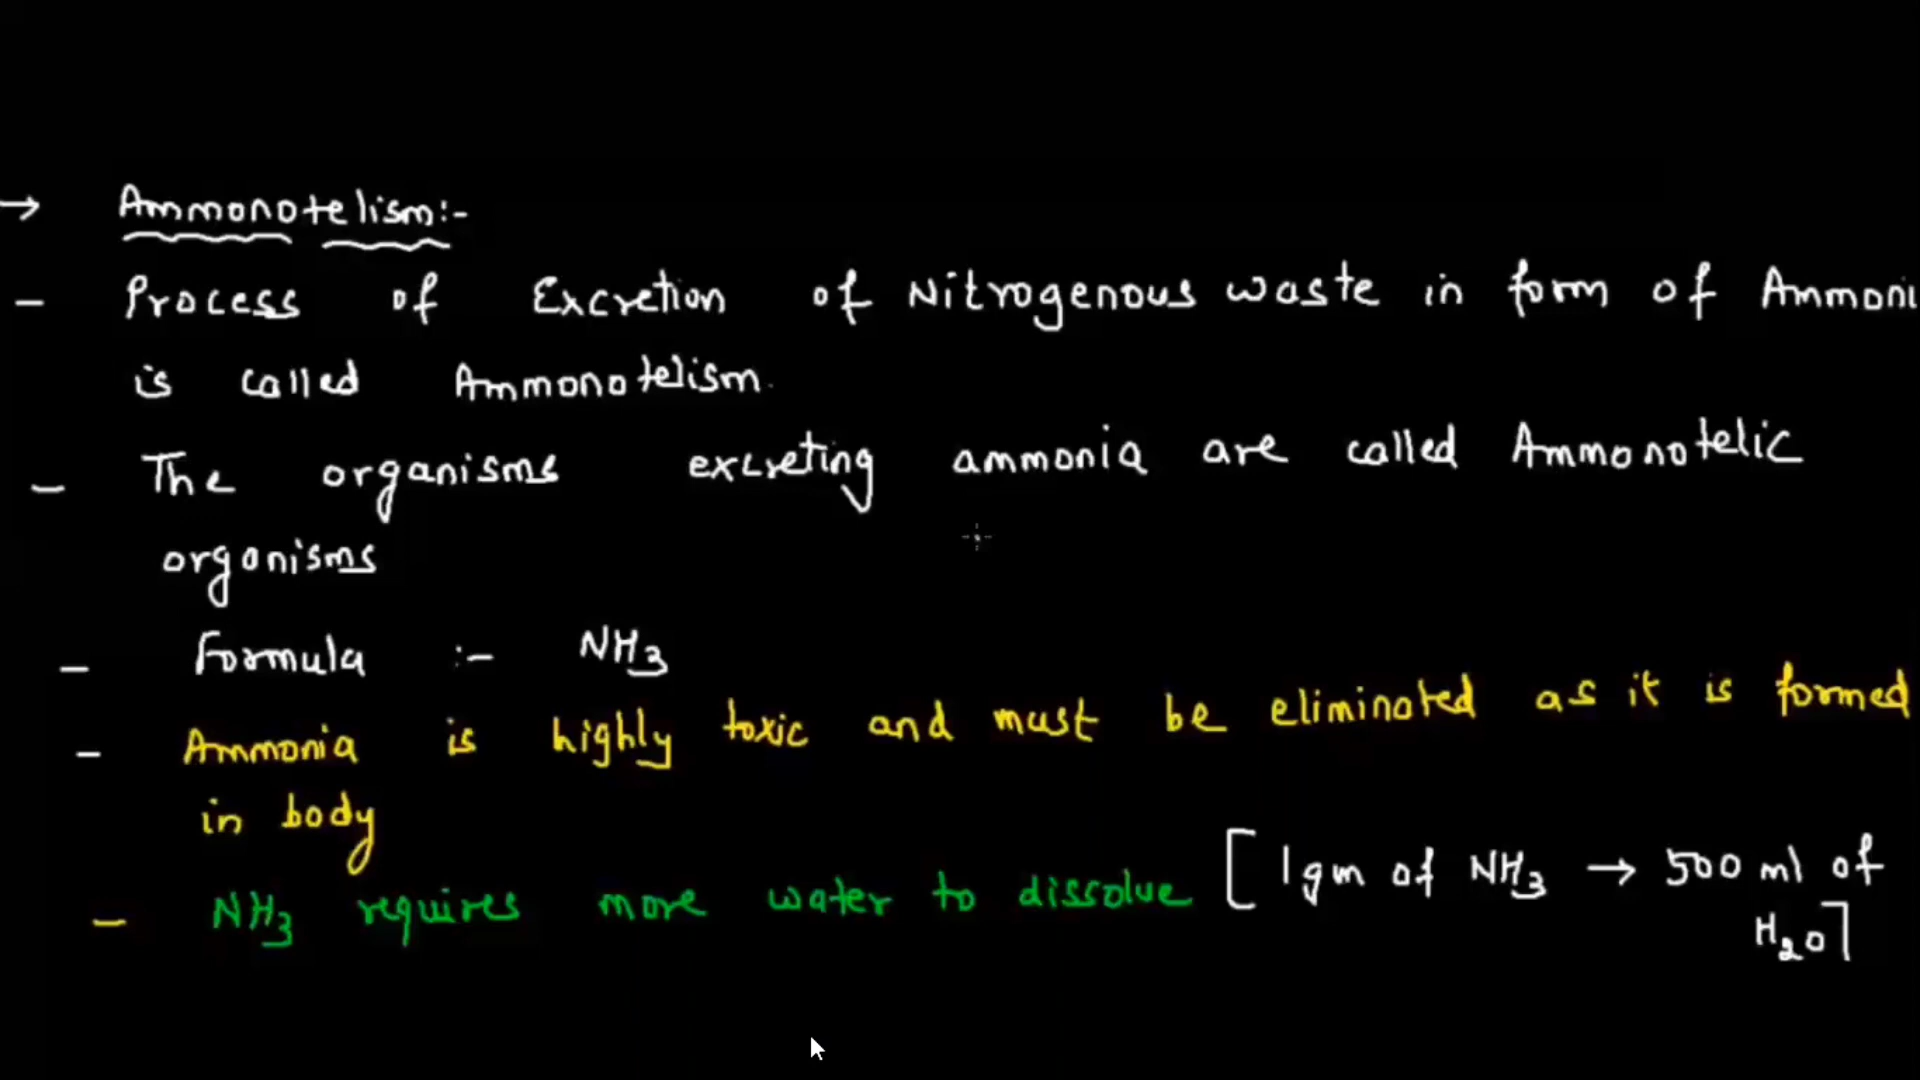 → Ammonotelism:-
- Process of Excretion of Nitrogenous waste in form of Ammoni
is called Ammonotelism.
- The organisms excreting ammonia are called Ammonotelic
organisms
- Formula :- NH3
- Ammonia is highly toxic and must be eliminated as it is formed
in body
- NH3 requires more water to dissolve [1gm of NH3 → 500 ml of
H2O]